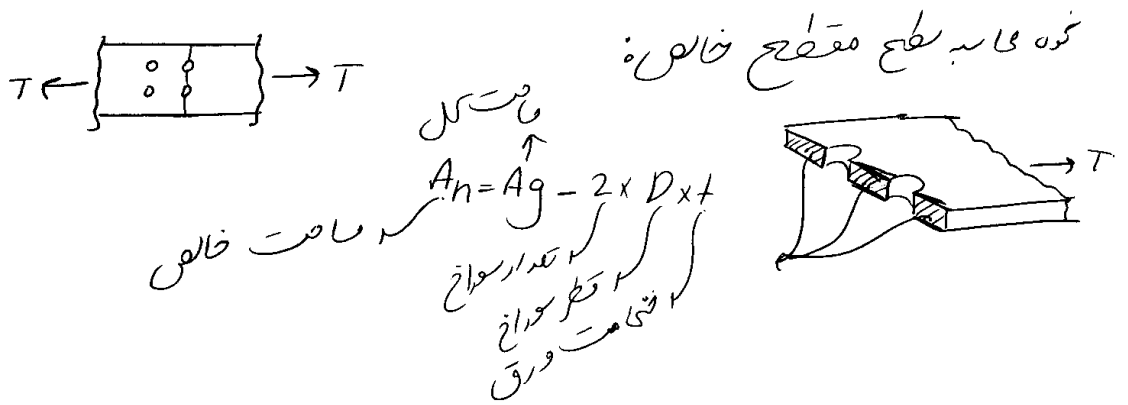 نحوه محاسبه سطح مقطع خالص:
T T
T
مساحت کل
An = Ag - 2 × D × t
مساحت خالص
تعداد سوراخ
قطر سوراخ
ضخامت ورق